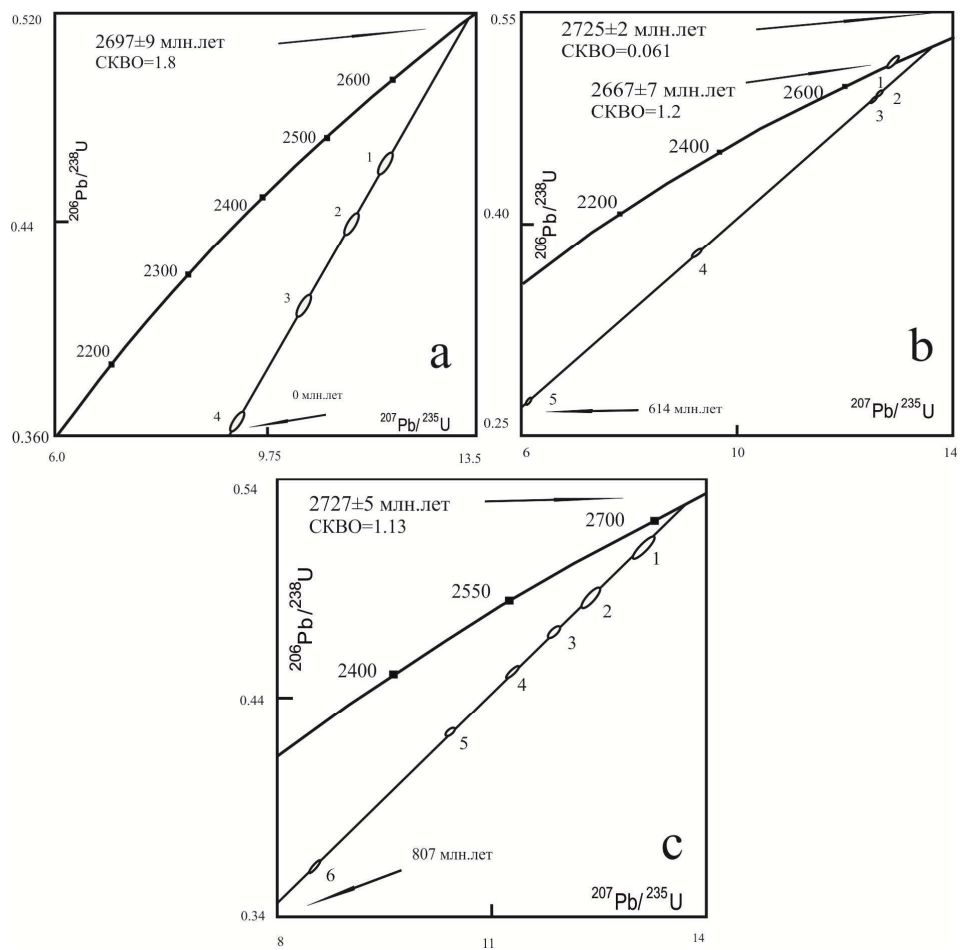 0.520
2697±9 млн.лет
СКВО=1.8
2600
2500
1
206Pb/238U
2400
2
0.44
2300
3
2200
a
4
0 млн.лет
207Pb/235U
0.360
6.0
9.75
13.5
0.55
2725±2 млн.лет
СКВО=0.061
2667±7 млн.лет
СКВО=1.2
1
2600
2
3
2400
2200
0.40
206Pb/238U
4
b
5
614 млн.лет
207Pb/235U
0.25
6
10
14
0.54
2727±5 млн.лет
СКВО=1.13
2700
1
206Pb/238U
2550
2
3
2400
4
0.44
5
807 млн.лет
c
6
207Pb/235U
0.34
8
11
14